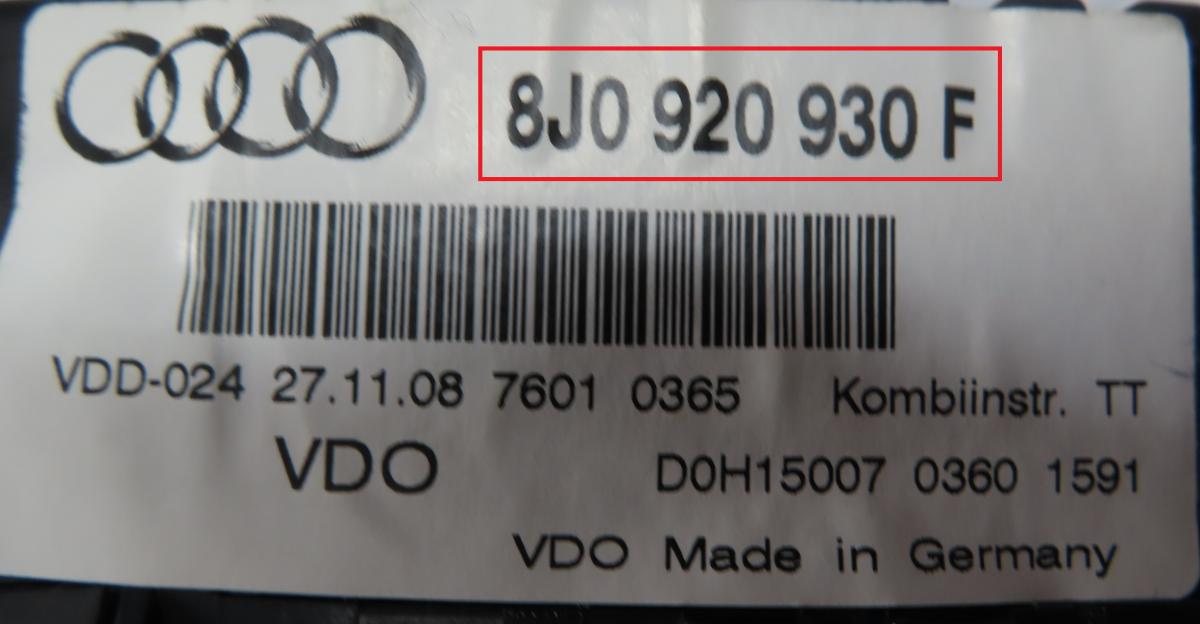 8J0 920 930 F
VDD-024 27.11.08 7601 0365 Kombiinstr. TT
VDO D0H15007 0360 1591
VDO Made in Germany